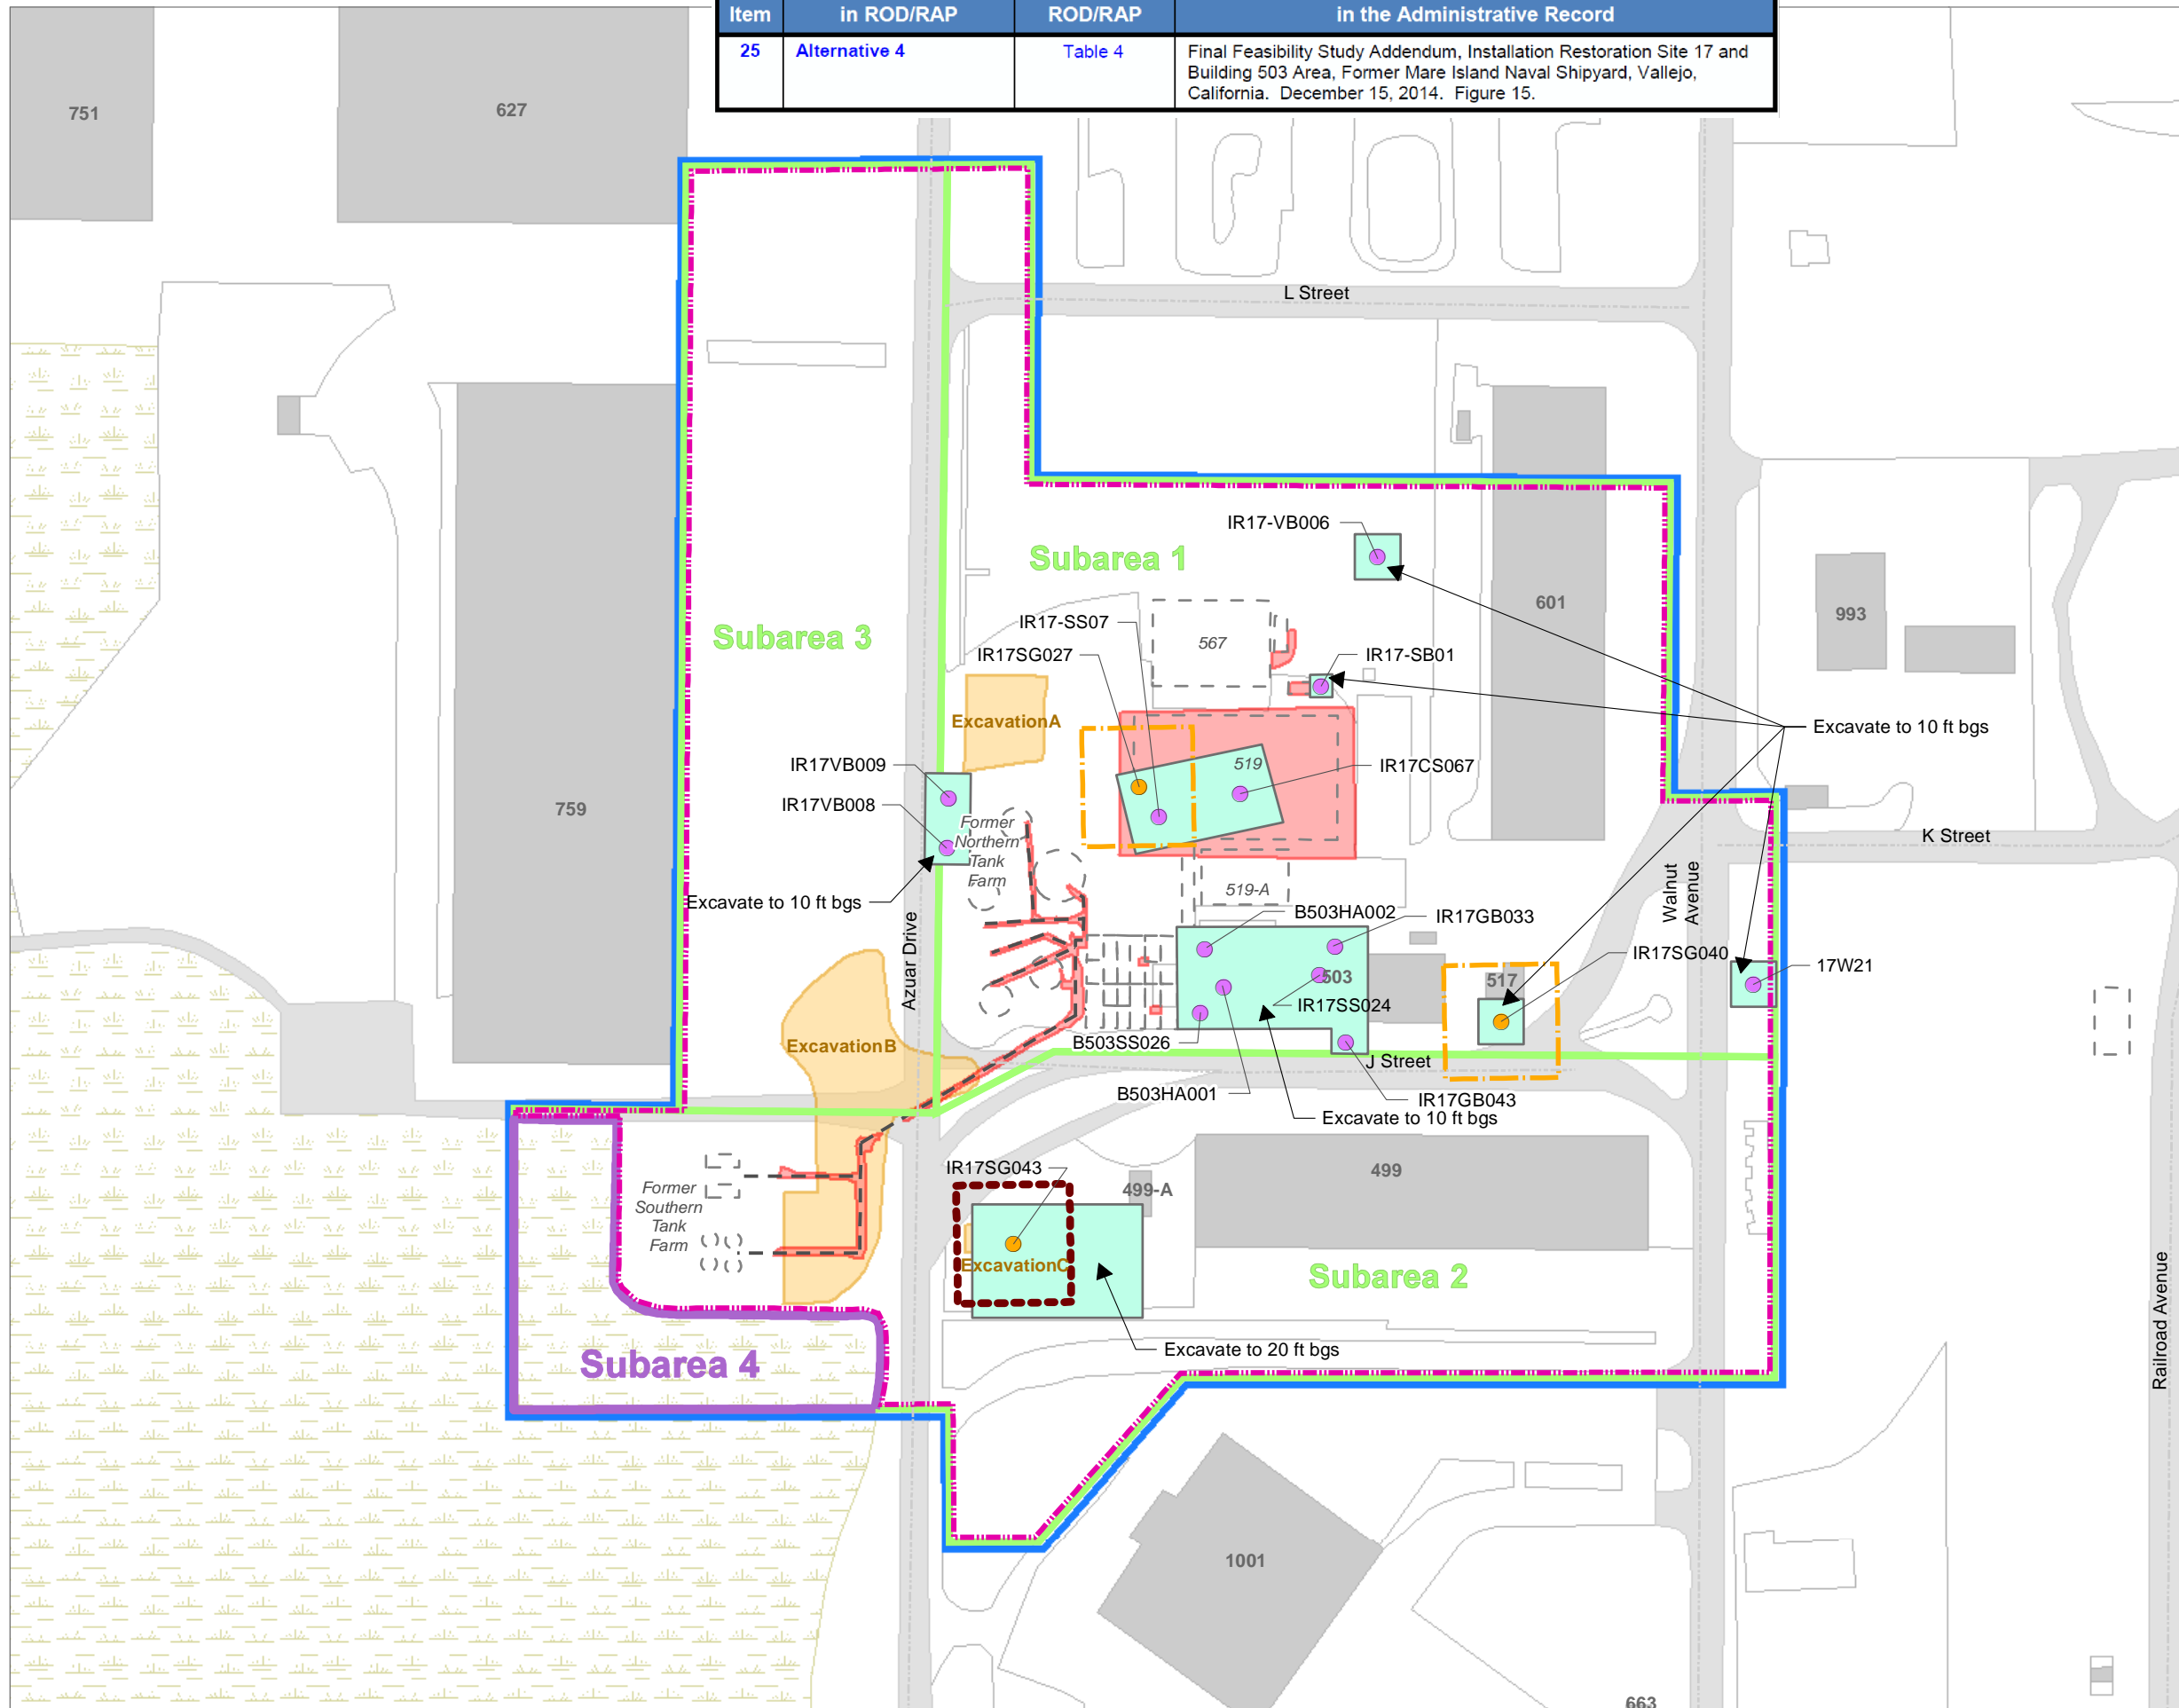 Item in ROD/RAP ROD/RAP in the Administrative Record
25 Alternative 4 Table 4 Final Feasibility Study Addendum, Installation Restoration Site 17 and
Building 503 Area, Former Mare Island Naval Shipyard, Vallejo,
California. December 15, 2014. Figure 15.
751
627
L Street
IR17-VB006
Subarea 1
601
993
IR17-SS07
567
Subarea 3
IR17SG027
IR17-SB01
ExcavationA
Excavate to 10 ft bgs
IR17VB009
519
IR17CS067
IR17VB008
759
Former
Northern
Tank
Farm
K Street
519-A
Walnut
Avenue
Excavate to 10 ft bgs
B503HA002
IR17GB033
Azuar Drive
IR17SG040
17W21
503
517
IR17SS024
B503SS026
ExcavationB
J Street
B503HA001
IR17GB043
Excavate to 10 ft bgs
IR17SG043
499
499-A
Former
Southern
Tank
Farm
ExcavationC
Subarea 2
Railroad Avenue
Excavate to 20 ft bgs
Subarea 4
1001
663